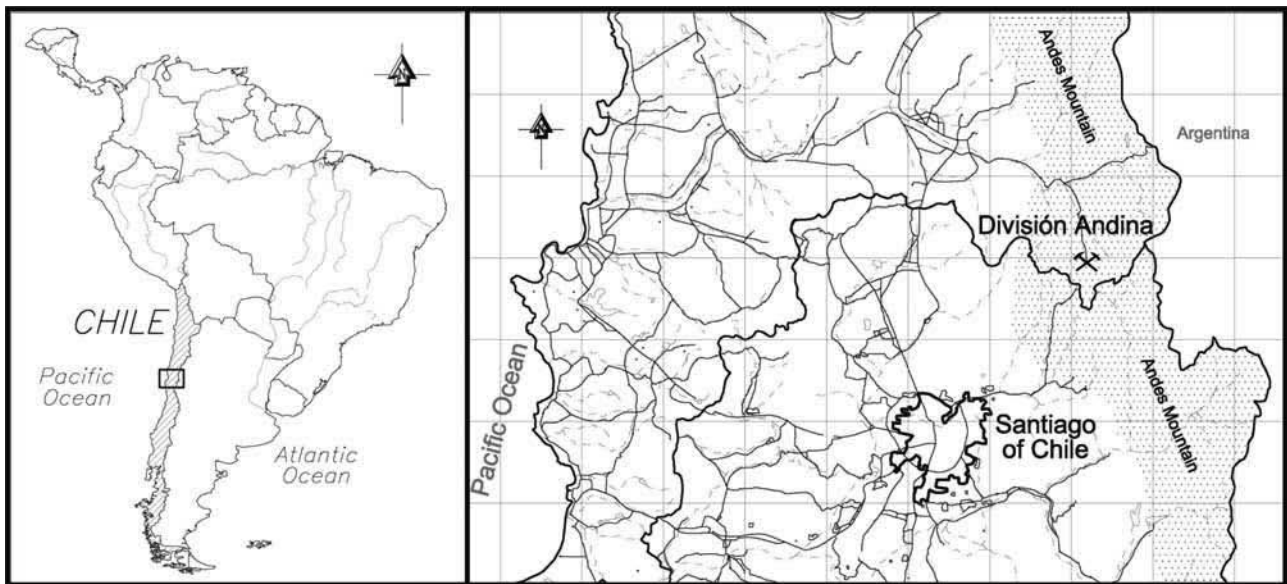 N
CHILE
Pacific
Ocean
Atlantic
Ocean
N
Andes Mountain
Argentina
División Andina
Pacific Ocean
Santiago
of Chile
Andes Mountain